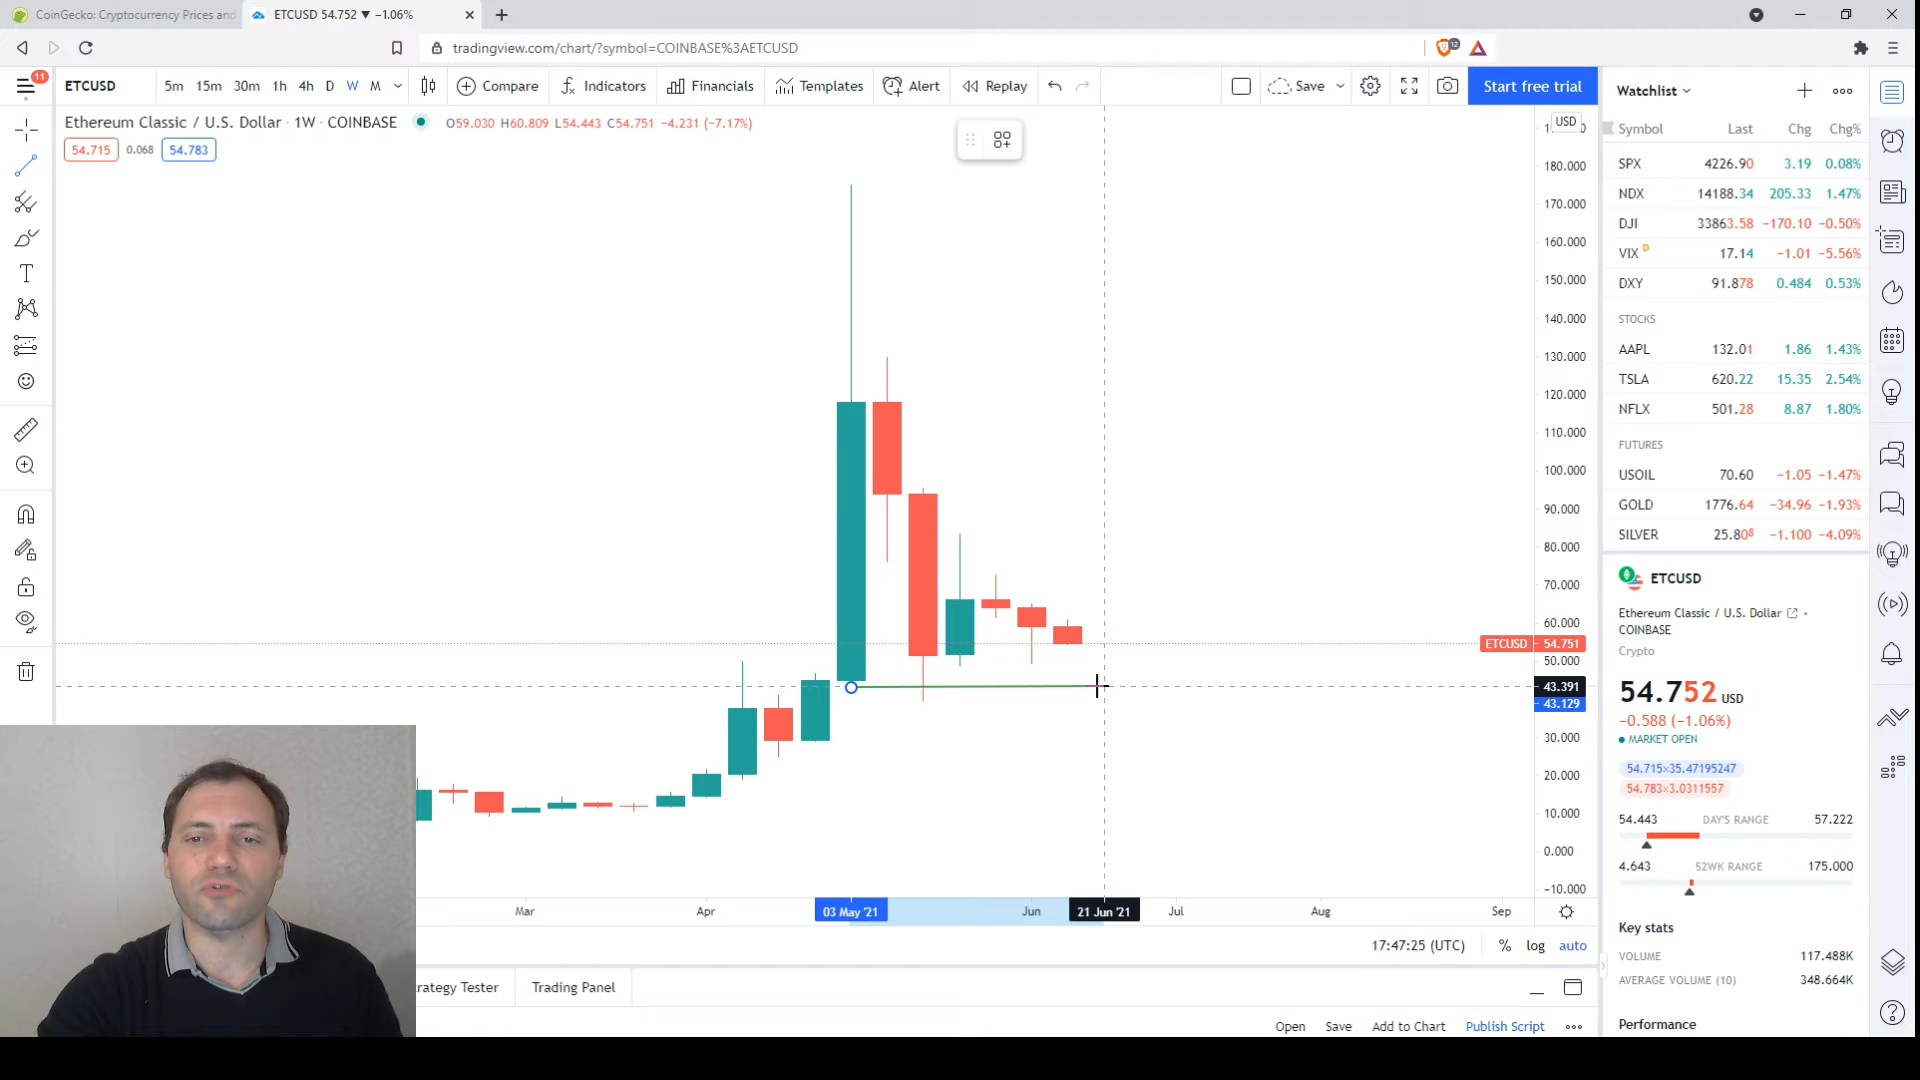 CoinGecko: Cryptocurrency Prices and
ETCUSD 54.752 ▼ −1.06%
tradingview.com/chart/?symbol=COINBASE%3AETCUSD
12
11
ETCUSD 5m 15m 30m 1h 4h D W M Compare Indicators Financials Templates Alert Replay Save Start free trial
Ethereum Classic / U.S. Dollar · 1W · COINBASE O59.030 H60.809 L54.443 C54.751 −4.231 (−7.17%)
54.715 0.068 54.783
USD
180.000
170.000
160.000
150.000
140.000
130.000
120.000
110.000
100.000
90.000
80.000
70.000
60.000
ETCUSD 54.751
50.000
43.391
43.129
30.000
20.000
10.000
0.000
−10.000
Mar Apr 03 May '21 Jun 21 Jun '21 Jul Aug Sep
17:47:25 (UTC) % log auto
rategy Tester Trading Panel
Open Save Add to Chart Publish Script
Watchlist
Symbol Last Chg Chg%
SPX 4226.90 3.19 0.08%
NDX 14188.34 205.33 1.47%
DJI 33863.58 −170.10 −0.50%
VIX D 17.14 −1.01 −5.56%
DXY 91.878 0.484 0.53%
STOCKS
AAPL 132.01 1.86 1.43%
TSLA 620.22 15.35 2.54%
NFLX 501.28 8.87 1.80%
FUTURES
USOIL 70.60 −1.05 −1.47%
GOLD 1776.64 −34.96 −1.93%
SILVER 25.808 −1.100 −4.09%
ETCUSD
Ethereum Classic / U.S. Dollar
COINBASE
Crypto
54.752 USD
−0.588 (−1.06%)
MARKET OPEN
54.715×35.47195247
54.783×3.0311557
54.443 DAY'S RANGE 57.222
4.643 52WK RANGE 175.000
Key stats
VOLUME 117.488K
AVERAGE VOLUME (10) 348.664K
Performance